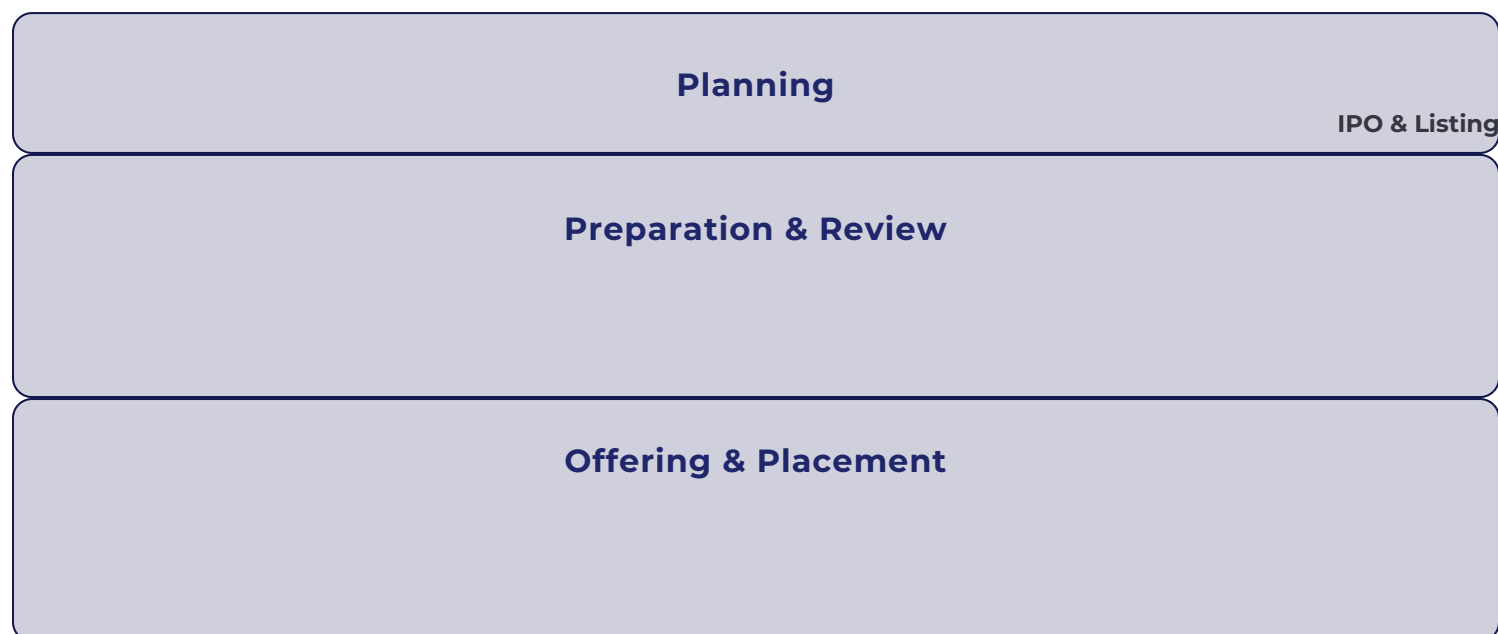 Planning
IPO & Listing
Preparation & Review
Offering & Placement